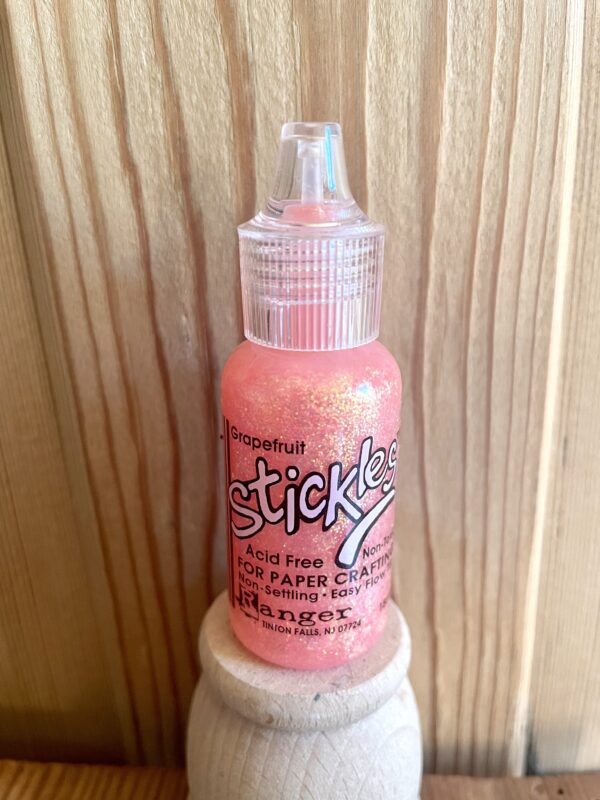 Grapefruit
Stickles
Acid Free
FOR PAPER CRAFTING
Non-Settling • Easy Flow
Ranger
TINTON FALLS, NJ 07724